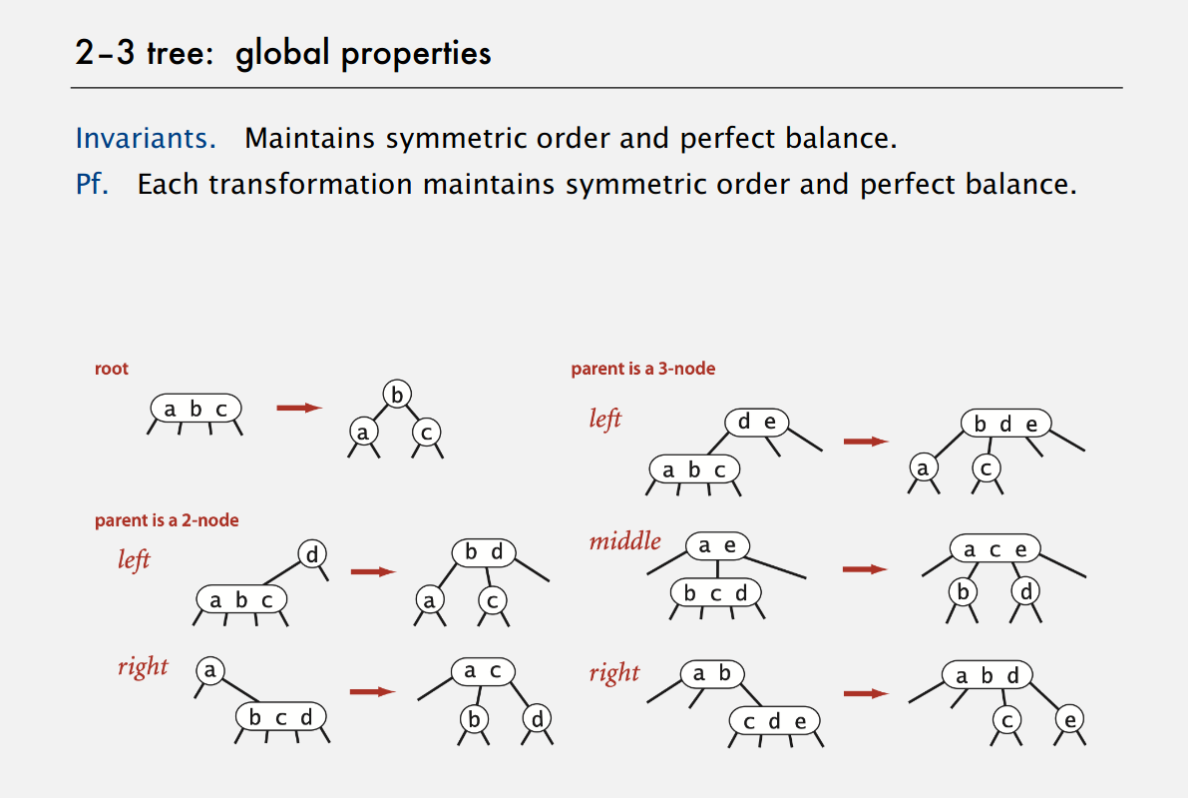 2–3 tree: global properties
Invariants. Maintains symmetric order and perfect balance.
Pf. Each transformation maintains symmetric order and perfect balance.
root
a b c
b
a
c
parent is a 2-node
left
d
a b c
b d
a
c
right
a
b c d
a c
b
d
parent is a 3-node
left
d e
a b c
b d e
a
c
middle
a e
b c d
a c e
b
d
right
a b
c d e
a b d
c
e